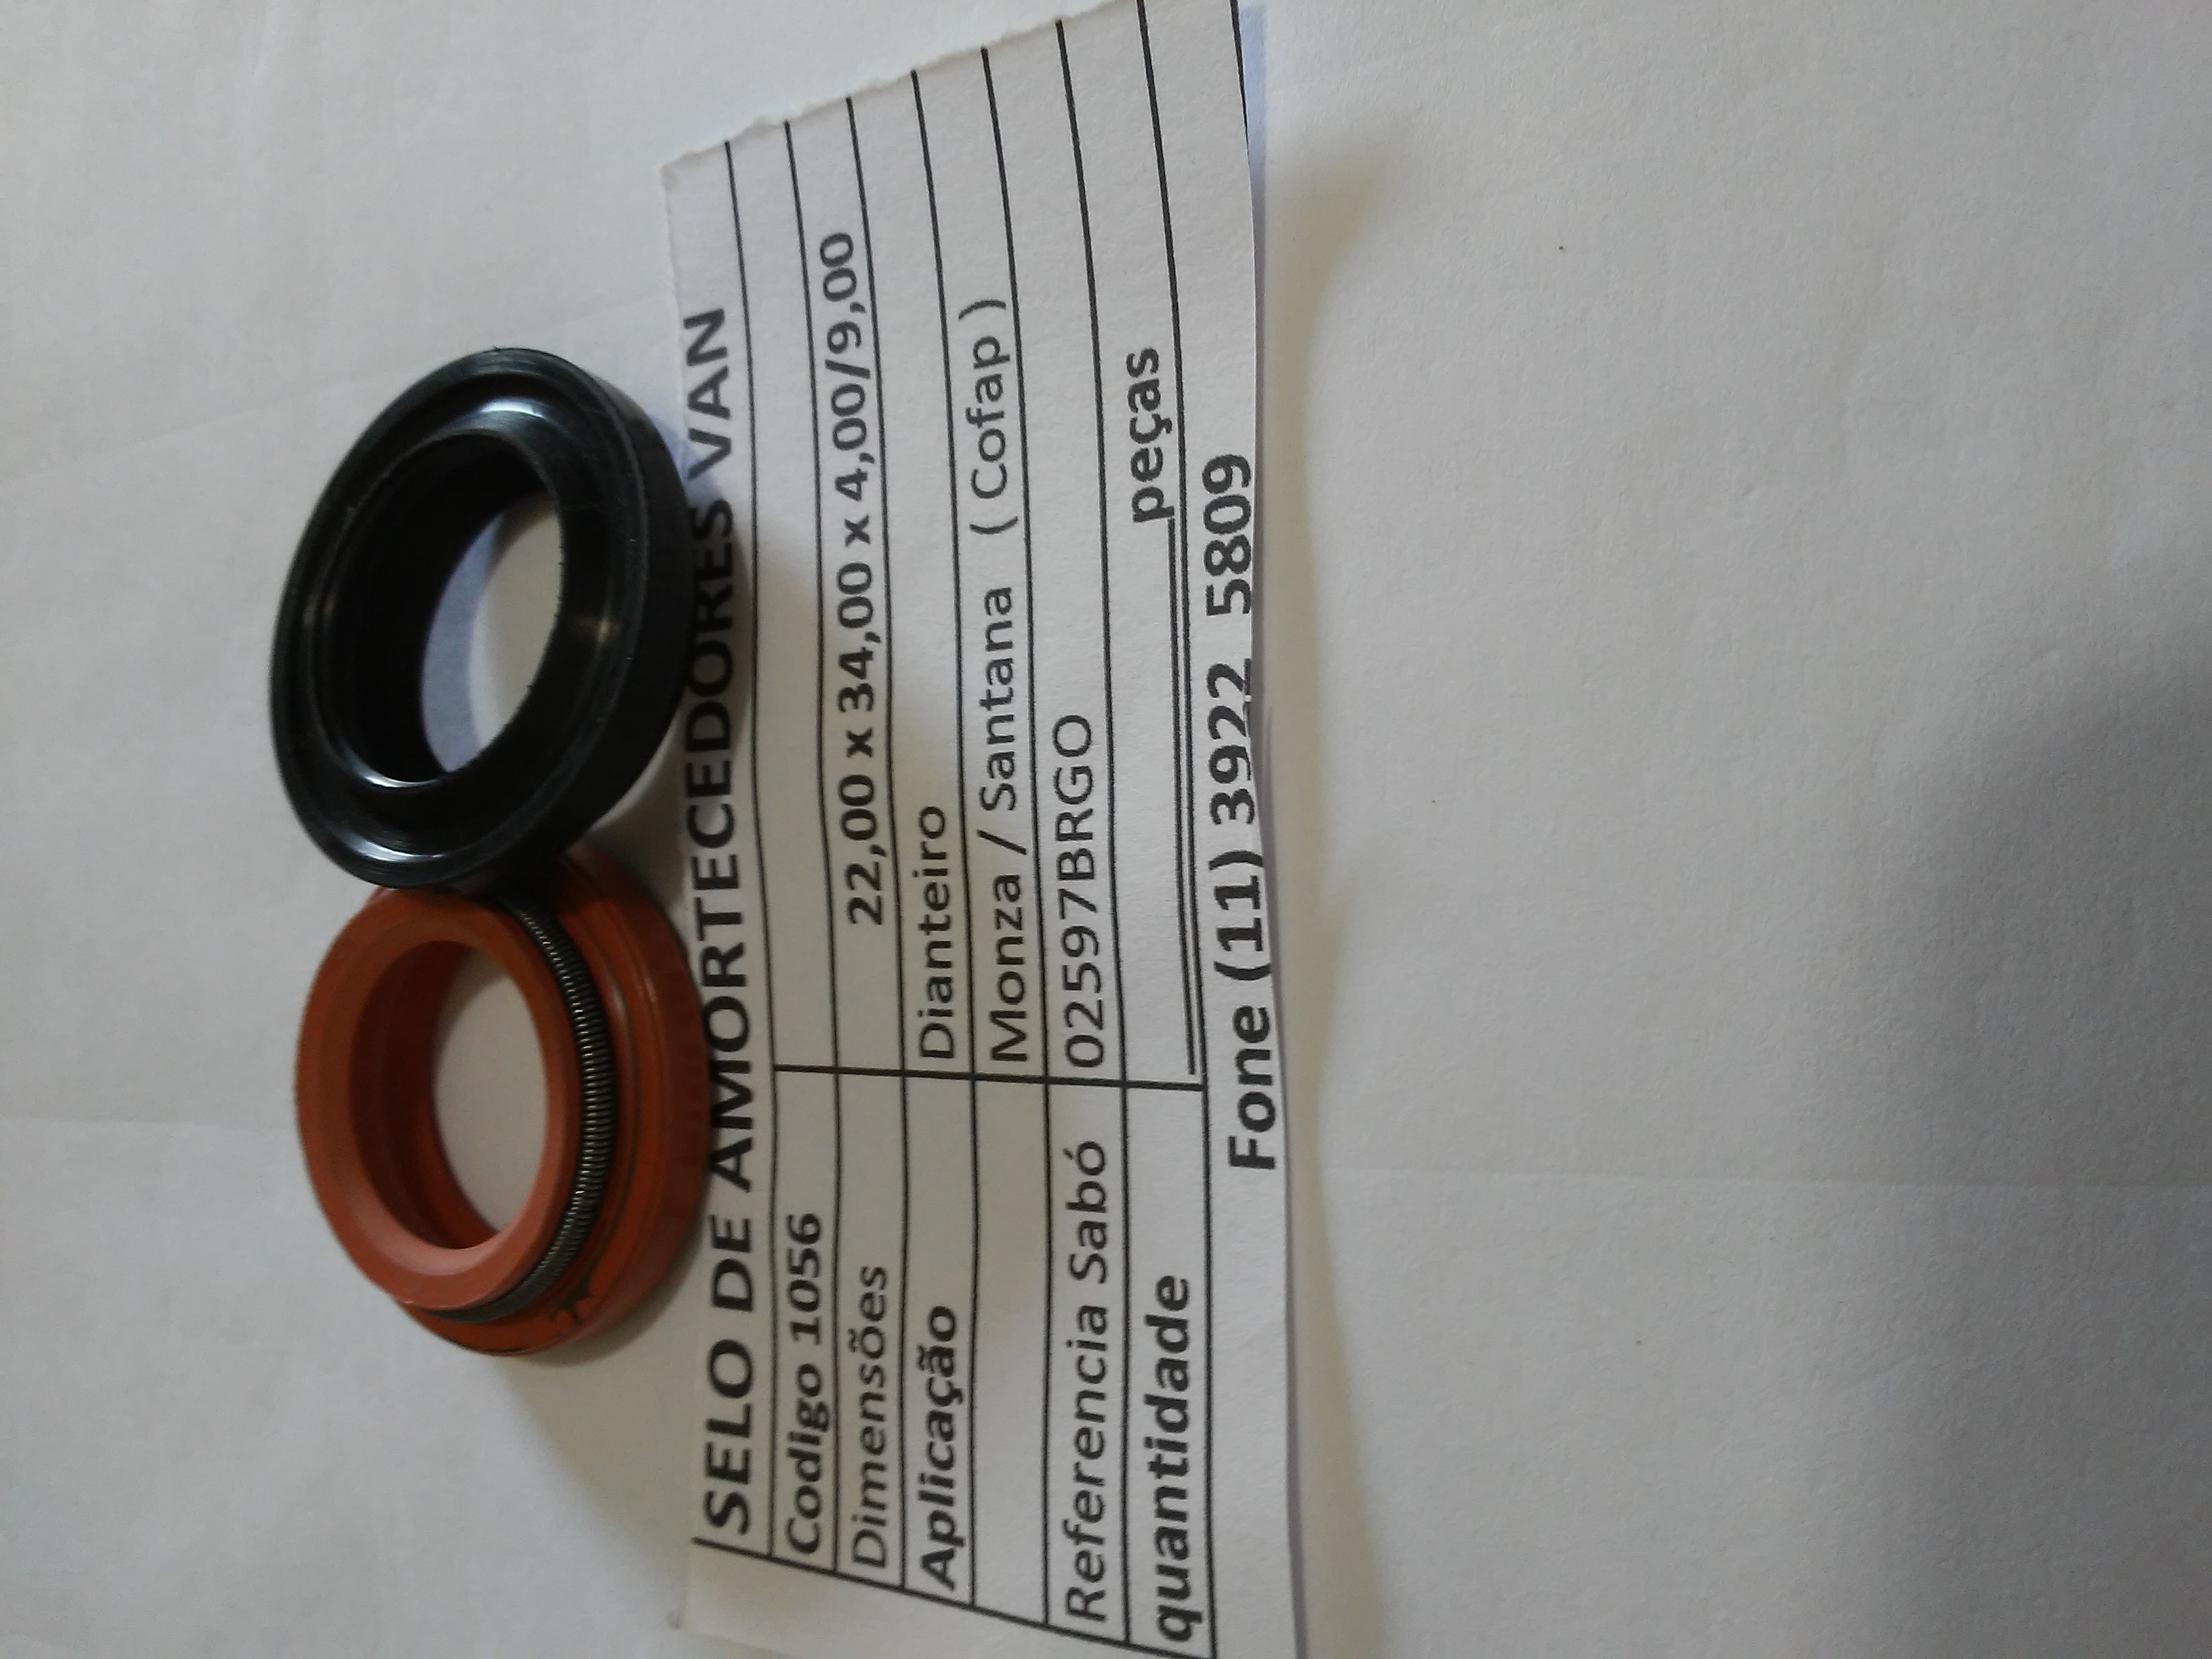 SELO DE AMORTECEDORES VAN
Codigo 1056
Dimensões 22,00 x 34,00 x 4,00/9,00
Aplicação Dianteiro
Monza / Santana ( Cofap )
Referencia Sabó 02597BRGO
quantidade ____________________peças
Fone (11) 3922 5809